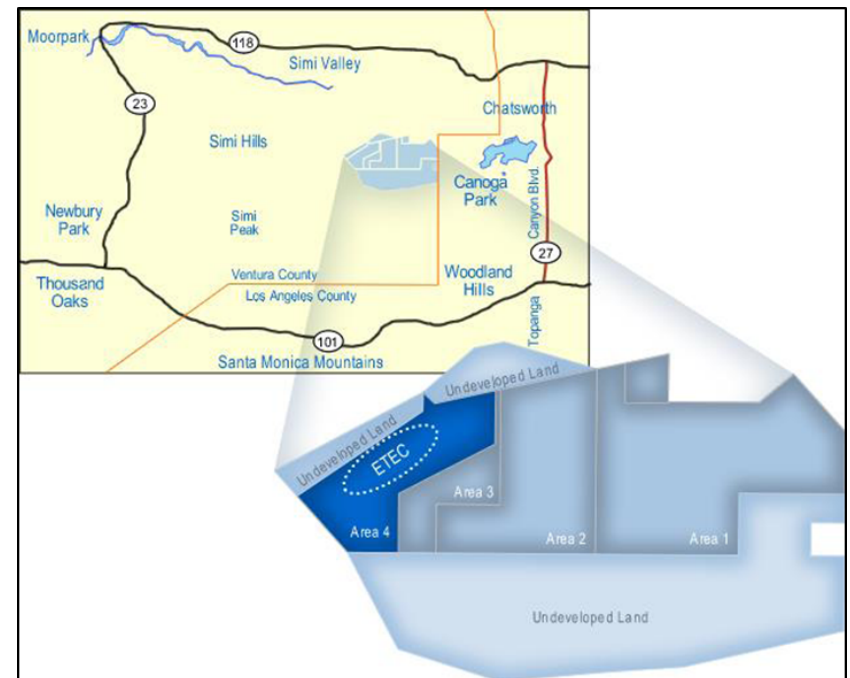 Moorpark
118
Simi Valley
23
Chatsworth
Simi Hills
Canoga
Park
Canyon Blvd.
Newbury
Park
Simi
Peak
27
Ventura County
Woodland
Hills
Thousand
Oaks
Los Angeles County
Topanga
101
Santa Monica Mountains
Undeveloped Land
Undeveloped Land
ETEC
Area 3
Area 4
Area 2
Area 1
Undeveloped Land